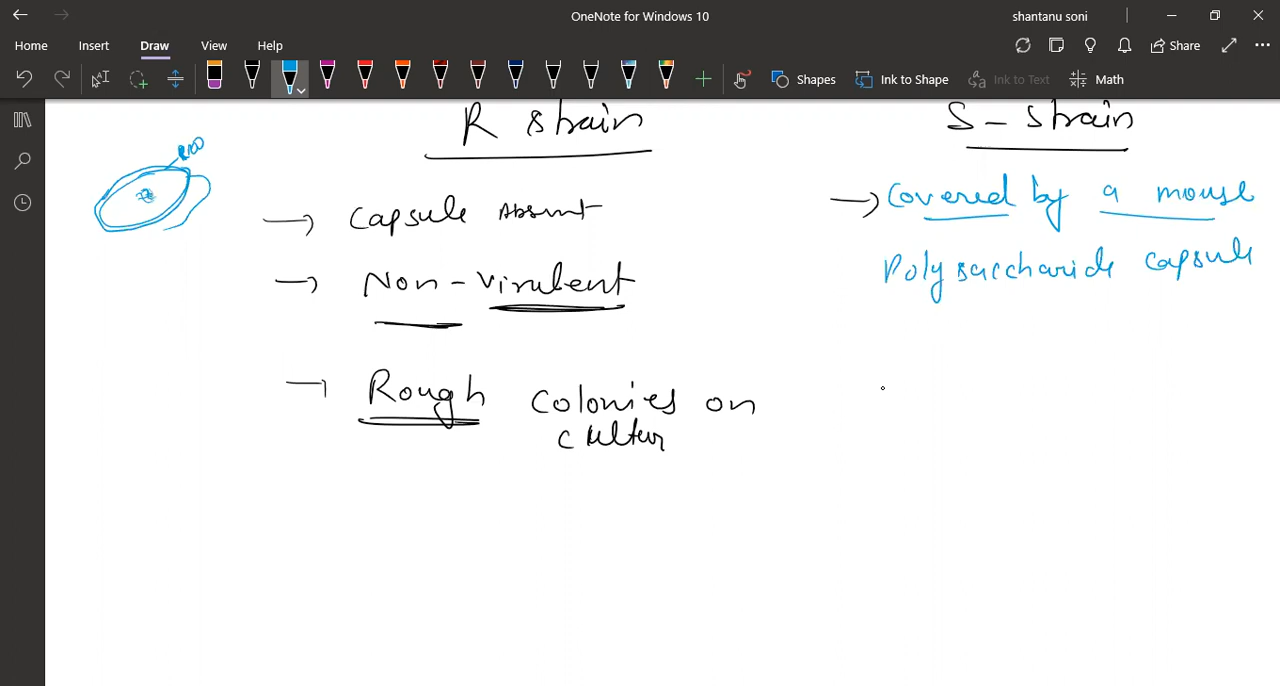 OneNote for Windows 10
shantanu soni
Home Insert Draw View Help
Share
Shapes Ink to Shape Ink to Text Math
R strain
S - strain
→ Capsule Absent
→ Non - Virulent
→ Rough colonies on
cultur
→ Covered by a mouse
Polysaccharide capsule